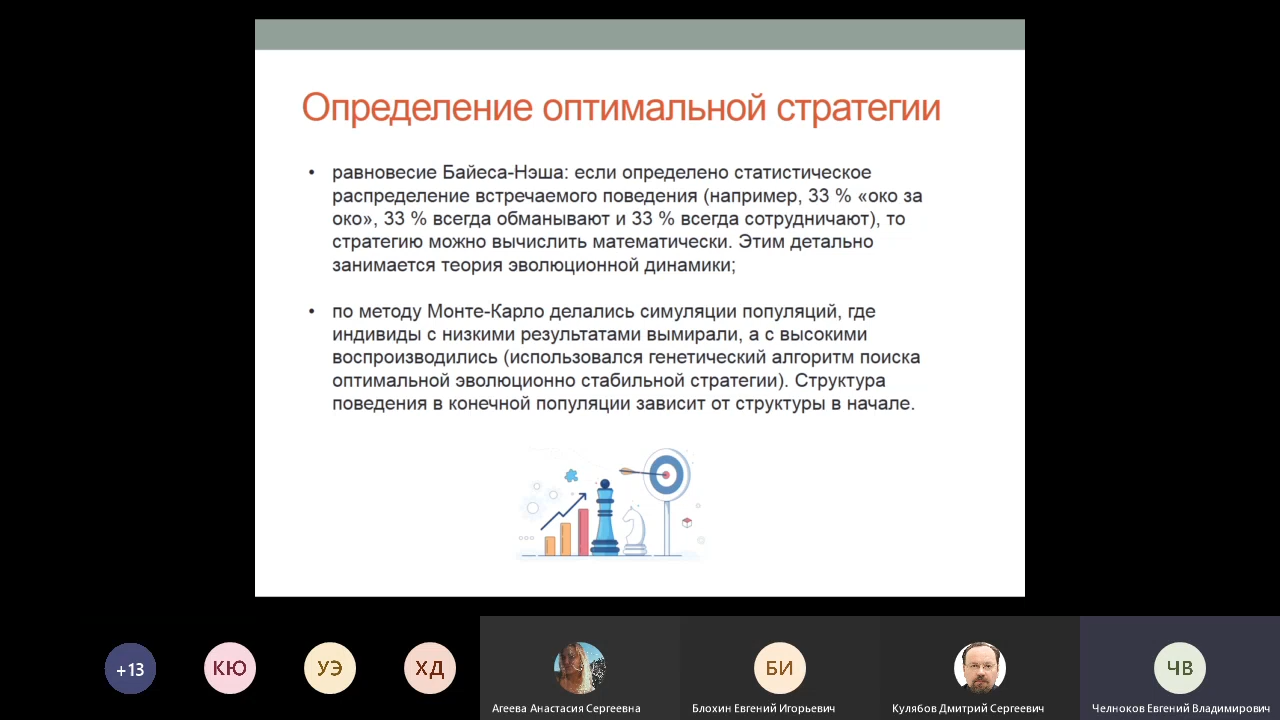 Определение оптимальной стратегии
• равновесие Байеса-Нэша: если определено статистическое
распределение встречаемого поведения (например, 33 % «око за
око», 33 % всегда обманывают и 33 % всегда сотрудничают), то
стратегию можно вычислить математически. Этим детально
занимается теория эволюционной динамики;
• по методу Монте-Карло делались симуляции популяций, где
индивиды с низкими результатами вымирали, а с высокими
воспроизводились (использовался генетический алгоритм поиска
оптимальной эволюционно стабильной стратегии). Структура
поведения в конечной популяции зависит от структуры в начале.
+13
КЮ
УЭ
ХД
БИ
ЧВ
Агеева Анастасия Сергеевна
Блохин Евгений Игорьевич
Кулябов Дмитрий Сергеевич
Челноков Евгений Владимирович